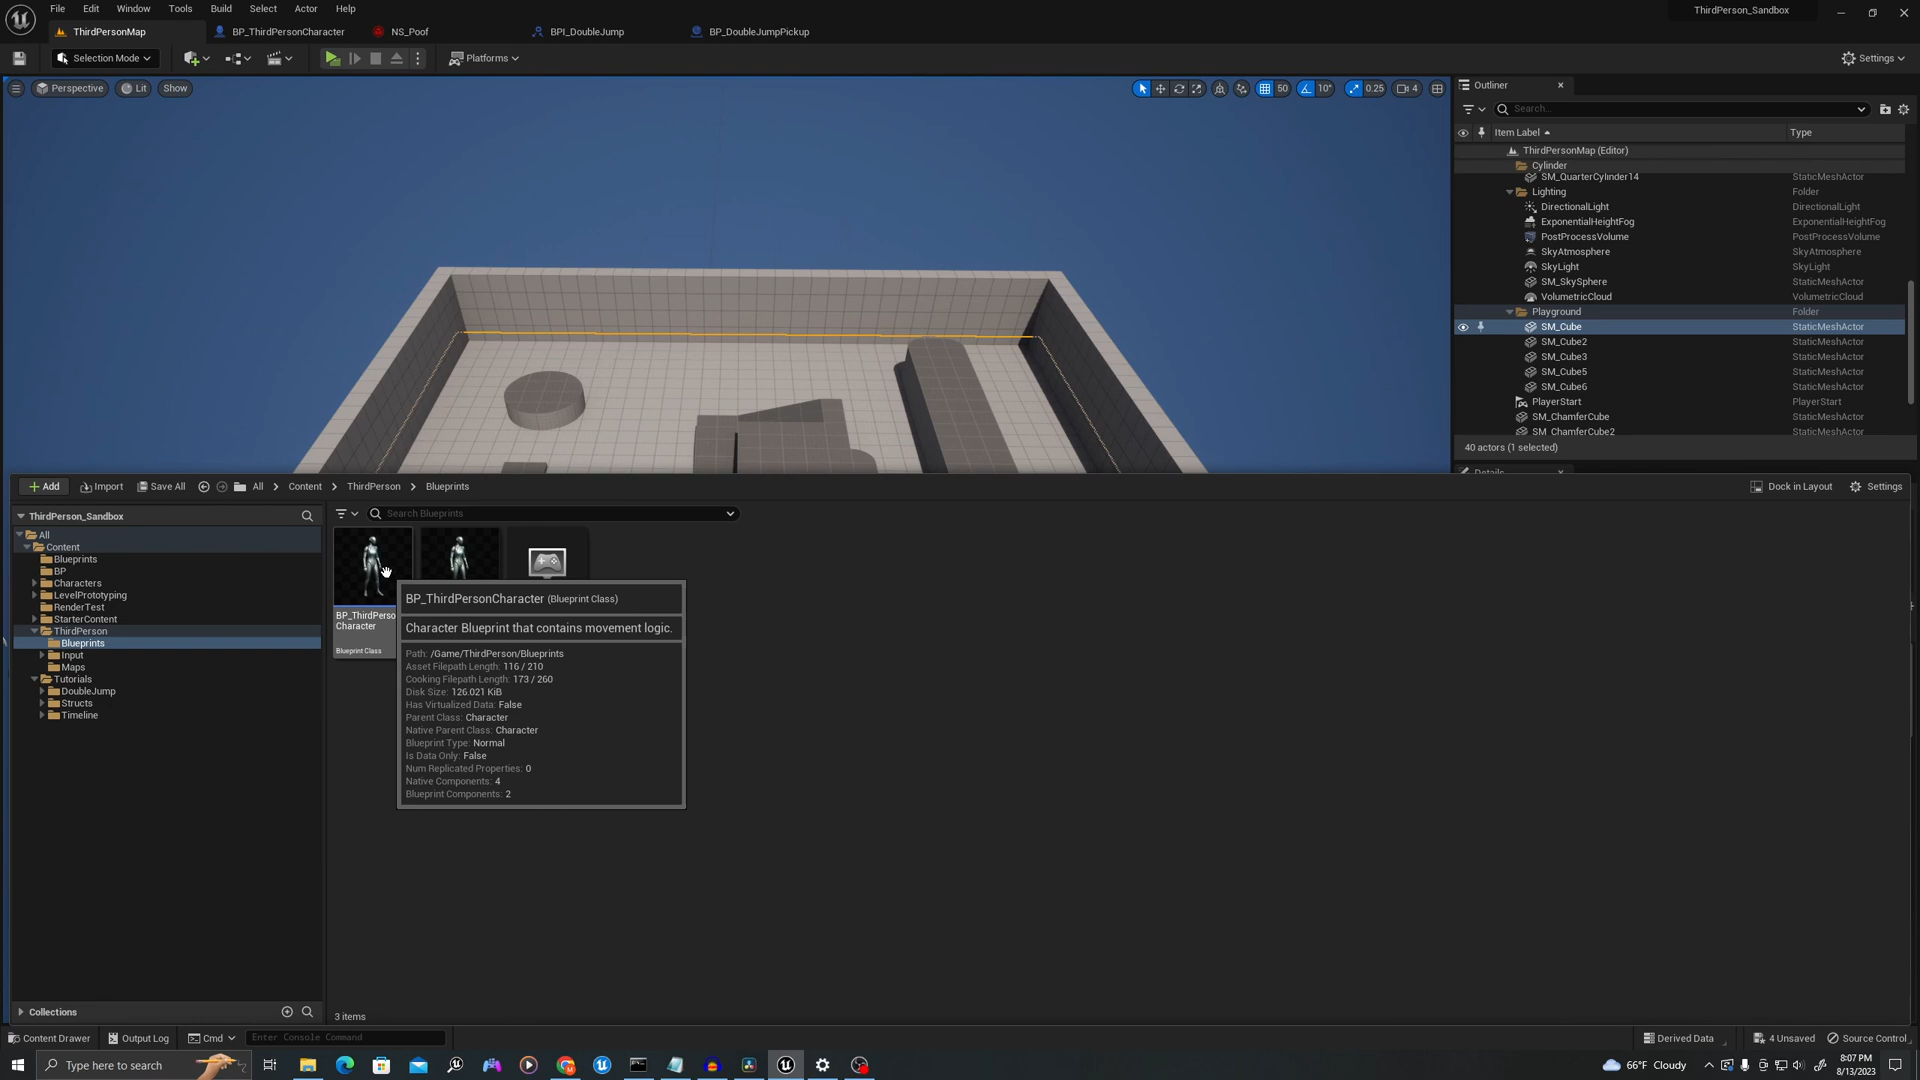 File Edit Window Tools Build Select Actor Help
ThirdPerson_Sandbox
ThirdPersonMap BP_ThirdPersonCharacter NS_Poof BPI_DoubleJump BP_DoubleJumpPickup
Selection Mode Platforms Settings
Perspective Lit Show 50 10° 0.25 4
Outliner
Search...
Item Label Type
ThirdPersonMap (Editor)
Cylinder
SM_QuarterCylinder14 StaticMeshActor
Lighting Folder
DirectionalLight DirectionalLight
ExponentialHeightFog ExponentialHeightFog
PostProcessVolume PostProcessVolume
SkyAtmosphere SkyAtmosphere
SkyLight SkyLight
SM_SkySphere StaticMeshActor
VolumetricCloud VolumetricCloud
Playground Folder
SM_Cube StaticMeshActor
SM_Cube2 StaticMeshActor
SM_Cube3 StaticMeshActor
SM_Cube5 StaticMeshActor
SM_Cube6 StaticMeshActor
PlayerStart PlayerStart
SM_ChamferCube StaticMeshActor
SM_ChamferCube2 StaticMeshActor
40 actors (1 selected)
Details
Add Import Save All All Content ThirdPerson Blueprints Dock in Layout Settings
ThirdPerson_Sandbox
Search Blueprints
All
Content
Blueprints
BP
Characters
LevelPrototyping
RenderTest
StarterContent
ThirdPerson
Blueprints
Input
Maps
Tutorials
DoubleJump
Structs
Timeline
BP_ThirdPerso
Character
Blueprint Class
BP_ThirdPersonCharacter (Blueprint Class)
Character Blueprint that contains movement logic.
Path: /Game/ThirdPerson/Blueprints
Asset Filepath Length: 116 / 210
Cooking Filepath Length: 173 / 260
Disk Size: 126.021 KiB
Has Virtualized Data: False
Parent Class: Character
Native Parent Class: Character
Blueprint Type: Normal
Is Data Only: False
Num Replicated Properties: 0
Native Components: 4
Blueprint Components: 2
Collections
3 items
Content Drawer Output Log Cmd Enter Console Command Derived Data 4 Unsaved Source Control
Type here to search 66°F Cloudy 8:07 PM
8/13/2023